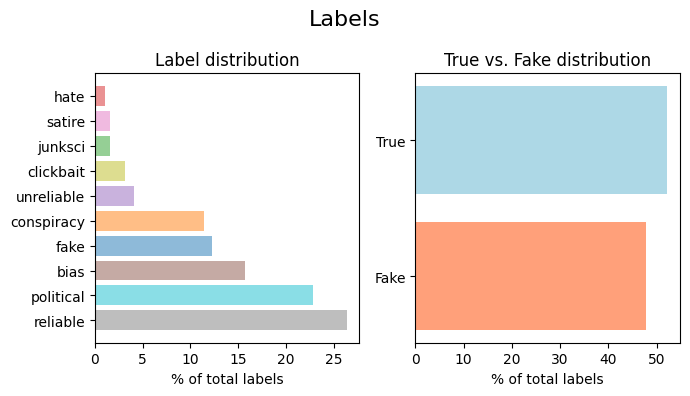 Labels
Label distribution
hate
satire
junksci
clickbait
unreliable
conspiracy
fake
bias
political
reliable
0 5 10 15 20 25
% of total labels
True vs. Fake distribution
True
Fake
0 10 20 30 40 50
% of total labels